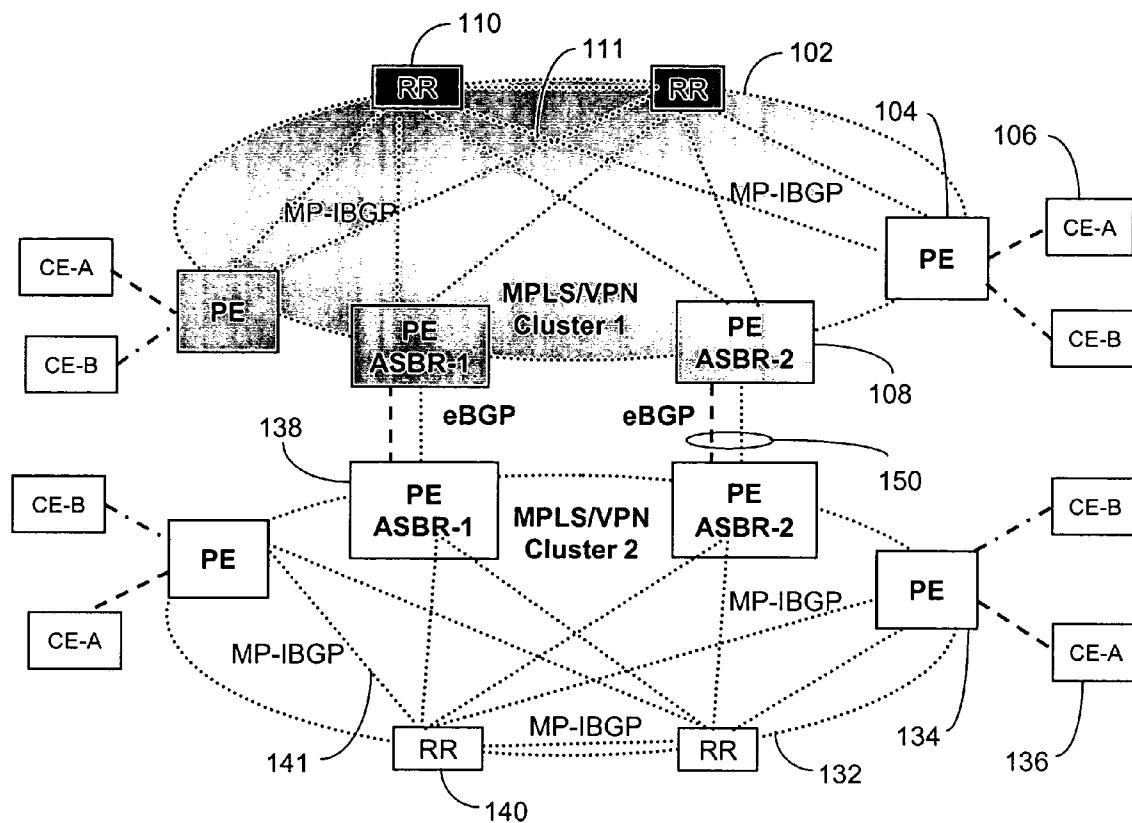 110
111
102
RR
RR
104
106
MP-IBGP
MP-IBGP
CE-A
CE-A
PE
PE
MPLS/VPN
Cluster 1
CE-B
CE-B
PE
ASBR-1
PE
ASBR-2
108
eBGP
eBGP
138
150
CE-B
CE-B
PE
ASBR-1
MPLS/VPN
Cluster 2
PE
ASBR-2
PE
PE
CE-A
CE-A
MP-IBGP
MP-IBGP
MP-IBGP
RR
RR
141
140
132
134
136